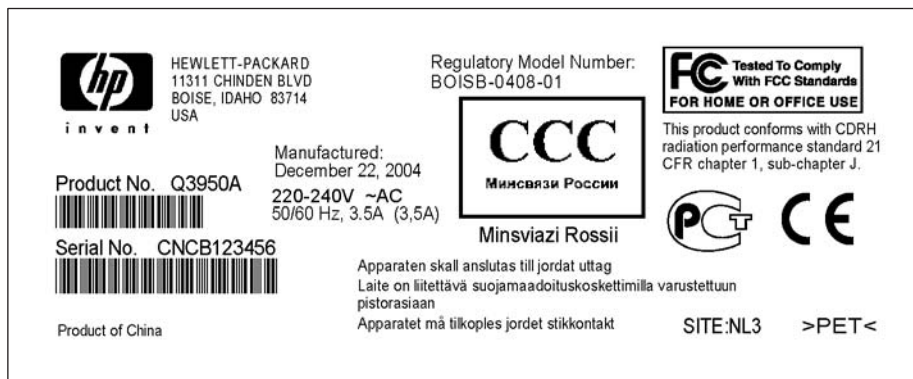 hp
invent
HEWLETT-PACKARD
11311 CHINDEN BLVD
BOISE, IDAHO 83714
USA
Regulatory Model Number:
BOISB-0408-01
FC Tested To Comply
With FCC Standards
FOR HOME OR OFFICE USE
This product conforms with CDRH
radiation performance standard 21
CFR chapter 1, sub-chapter J.
Manufactured:
December 22, 2004
220-240V ~AC
50/60 Hz, 3.5A (3,5A)
CCC
Минсвязи России
Minsviazi Rossii
Product No. Q3950A
Serial No. CNCB123456
PCT
CE
Apparaten skall anslutas till jordat uttag
Laite on liitettävä suojamaadoituskoskettimilla varustettuun
pistorasiaan
Apparatet må tilkoples jordet stikkontakt
Product of China
SITE:NL3 >PET<